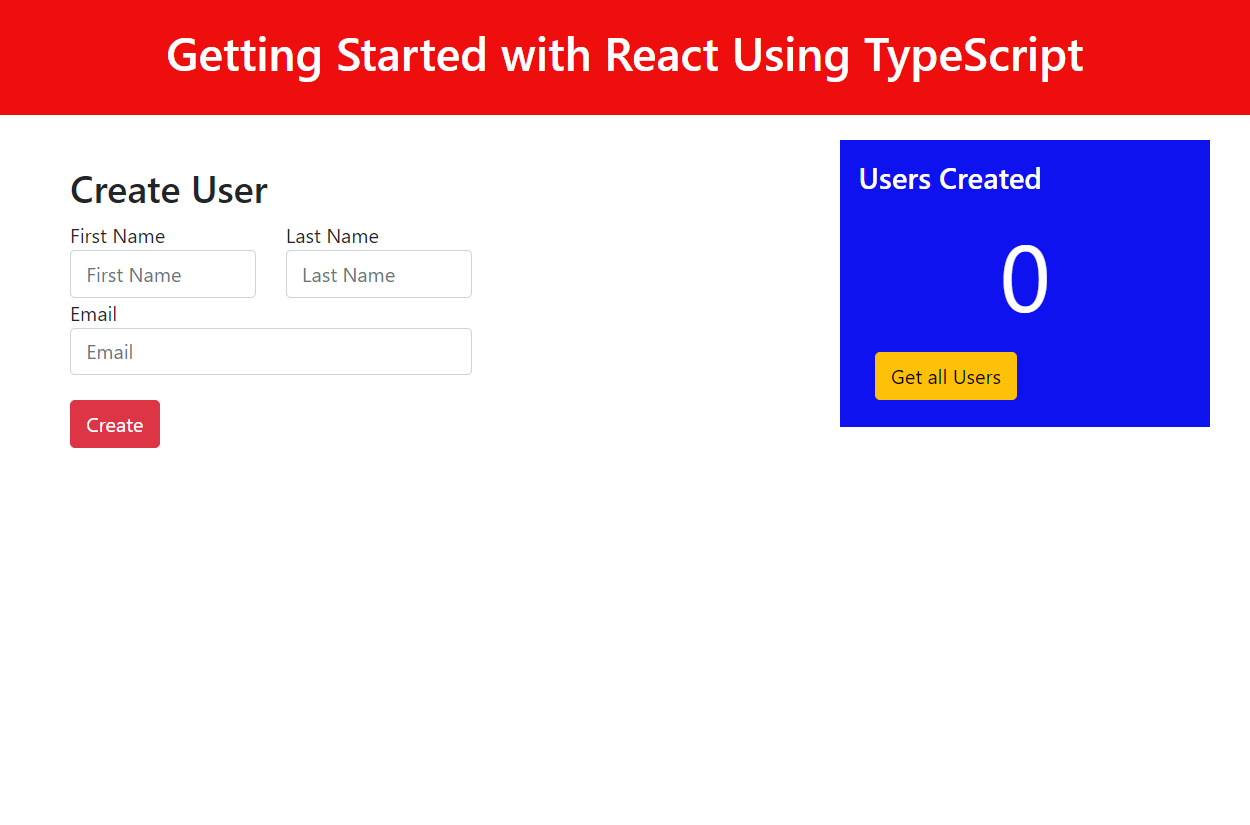 Getting Started with React Using TypeScript
Create User
First Name
Last Name
First Name
Last Name
Email
Email
Create
Users Created
0
Get all Users